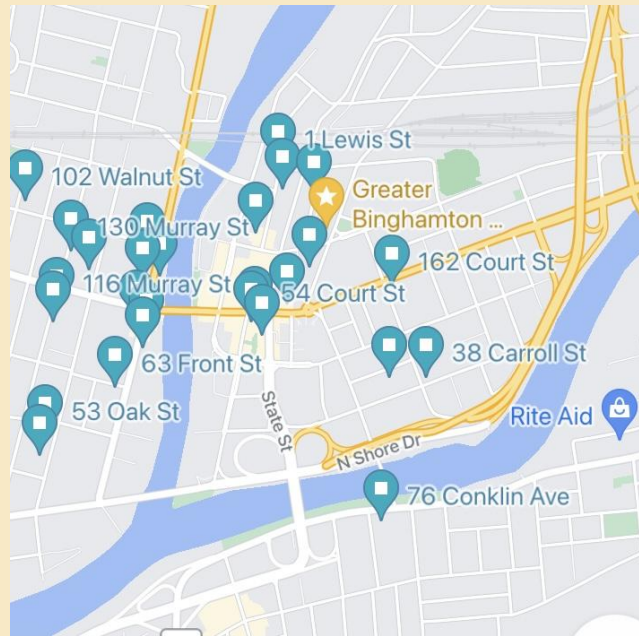 1 Lewis St
102 Walnut St
Greater
Binghamton ...
130 Murray St
162 Court St
116 Murray St
54 Court St
63 Front St
38 Carroll St
53 Oak St
Rite Aid
State St
N Shore Dr
76 Conklin Ave